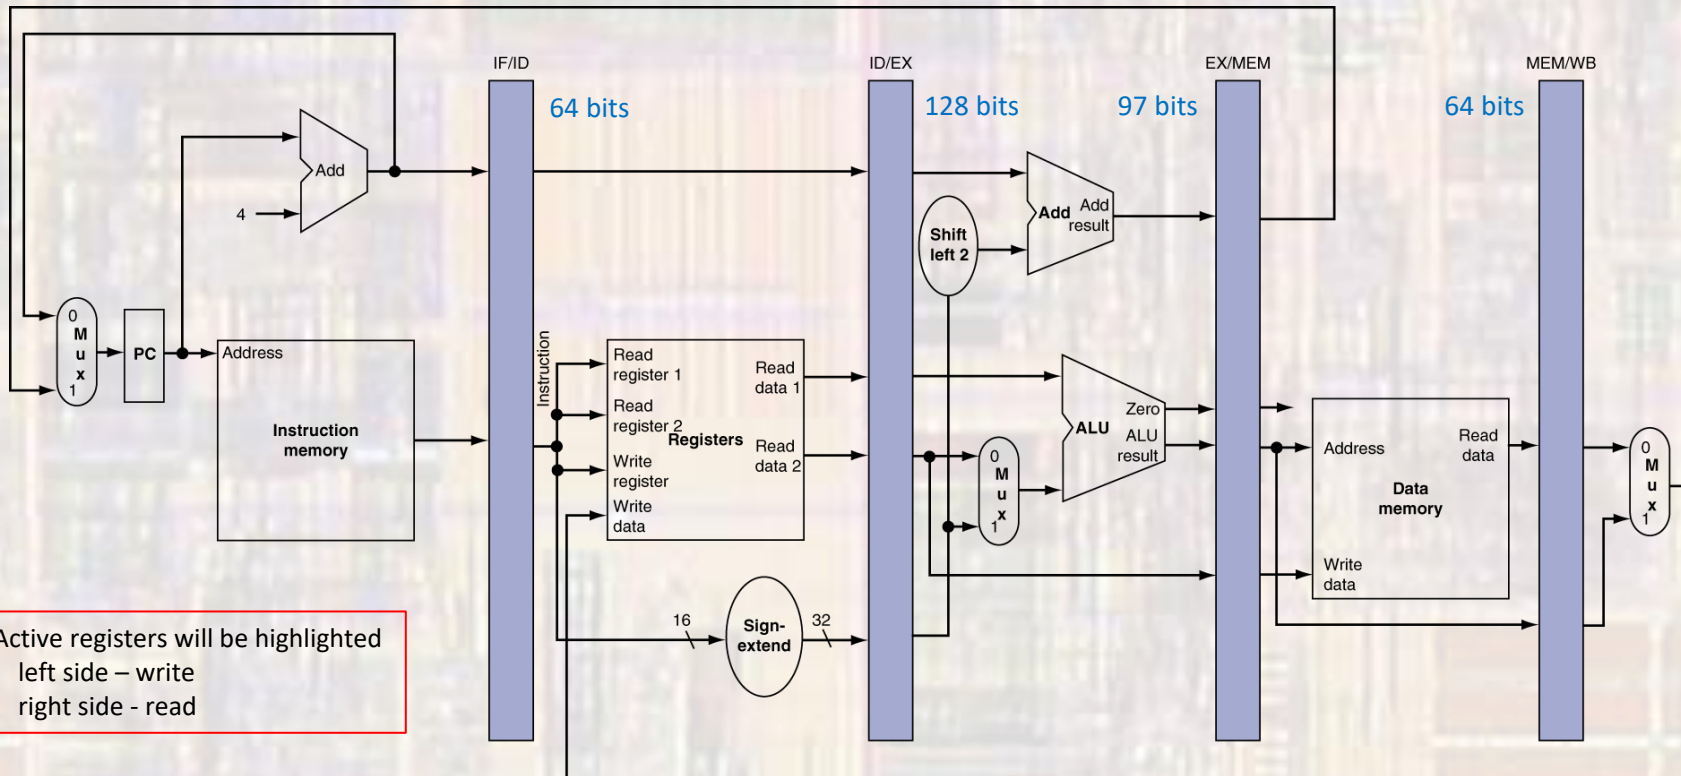 IF/ID
ID/EX
EX/MEM
MEM/WB
64 bits
128 bits
97 bits
64 bits
Add
4
Shift
left 2
Add
Add
result
0
M
u
x
1
PC
Address
Instruction
memory
Instruction
Read
register 1
Read
register 2
Write
register
Write
data
Registers
Read
data 1
Read
data 2
16
Sign-
extend
32
0
M
u
x
1
ALU
Zero
ALU
result
Address
Read
data
Data
memory
Write
data
0
M
u
x
1
Active registers will be highlighted
left side – write
right side - read